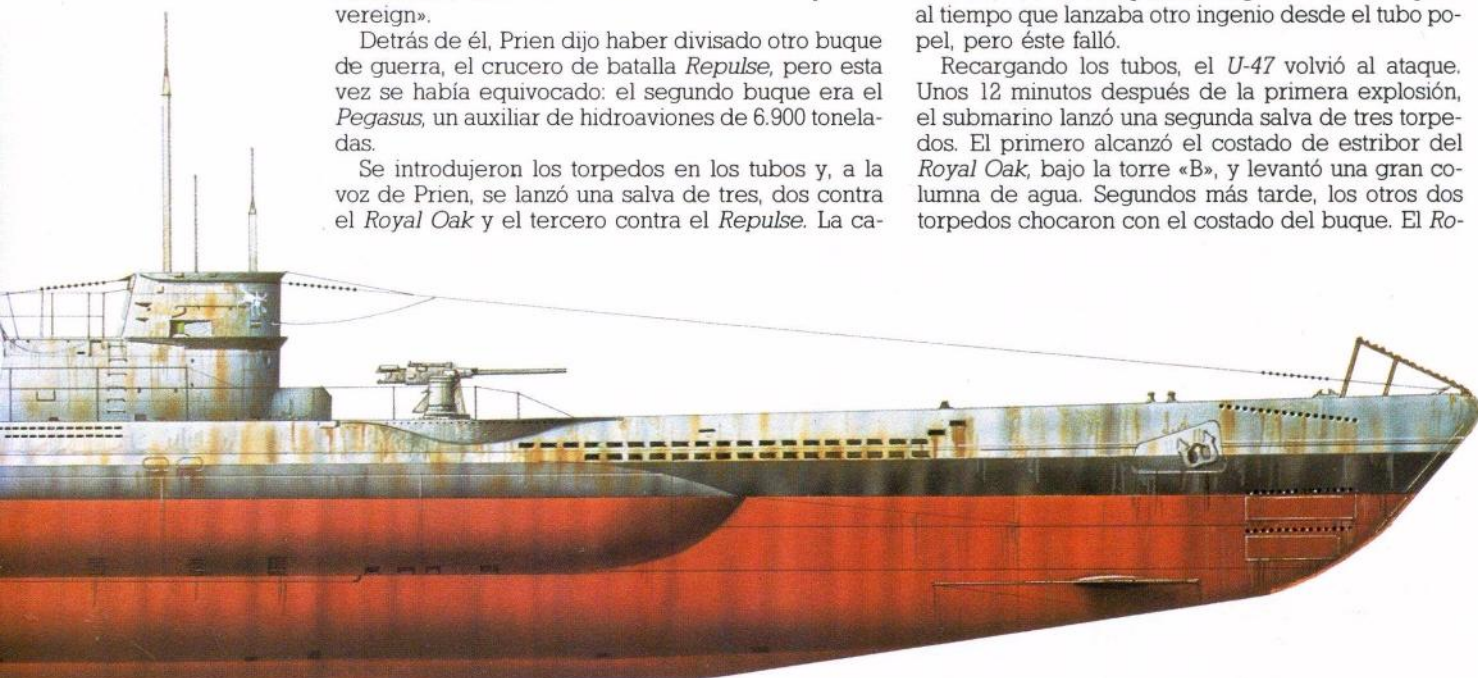 vereign».
Detrás de él, Prien dijo haber divisado otro buque
de guerra, el crucero de batalla Repulse, pero esta
vez se había equivocado: el segundo buque era el
Pegasus, un auxiliar de hidroaviones de 6.900 tonela-
das.
Se introdujeron los torpedos en los tubos y, a la
voz de Prien, se lanzó una salva de tres, dos contra
el Royal Oak y el tercero contra el Repulse. La ca-
al tiempo que lanzaba otro ingenio desde el tubo po-
pel, pero éste falló.
Recargando los tubos, el U-47 volvió al ataque.
Unos 12 minutos después de la primera explosión,
el submarino lanzó una segunda salva de tres torpe-
dos. El primero alcanzó el costado de estribor del
Royal Oak, bajo la torre «B», y levantó una gran co-
lumna de agua. Segundos más tarde, los otros dos
torpedos chocaron con el costado del buque. El Ro-